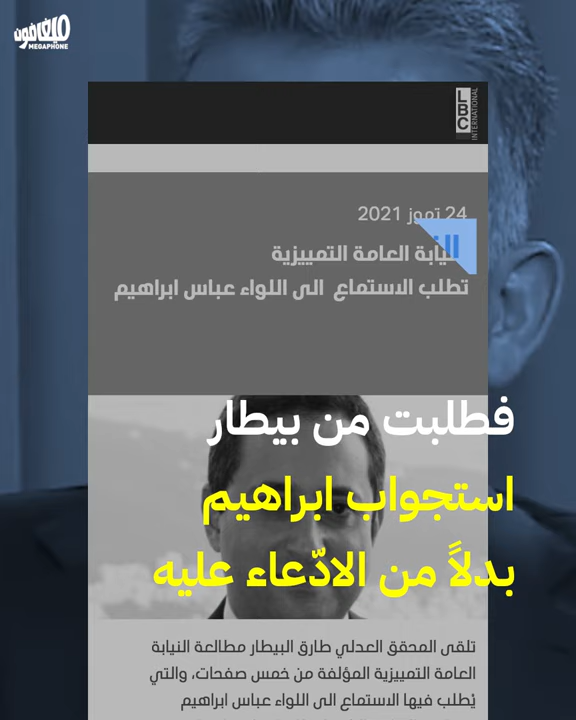 ميغافون
MEGAPHONE
LBC
INTERNATIONAL
24 تموز 2021
النيابة العامة التمييزية
تطلب الاستماع الى اللواء عباس ابراهيم
فطلبت من بيطار
استجواب ابراهيم
بدلاً من الادّعاء عليه
تلقى المحقق العدلي طارق البيطار مطالعة النيابة
العامة التمييزية المؤلفة من خمس صفحات، والتي
يُطلب فيها الاستماع الى اللواء عباس ابراهيم